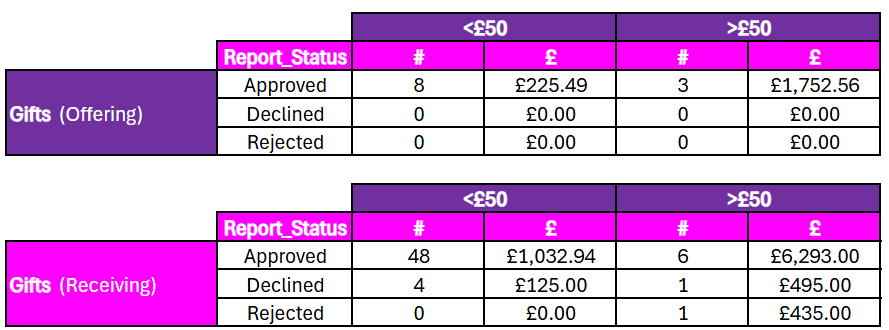 <£50 >£50
Report_Status # £ # £
Gifts (Offering) Approved 8 £225.49 3 £1,752.56
Declined 0 £0.00 0 £0.00
Rejected 0 £0.00 0 £0.00
<£50 >£50
Report_Status # £ # £
Gifts (Receiving) Approved 48 £1,032.94 6 £6,293.00
Declined 4 £125.00 1 £495.00
Rejected 0 £0.00 1 £435.00